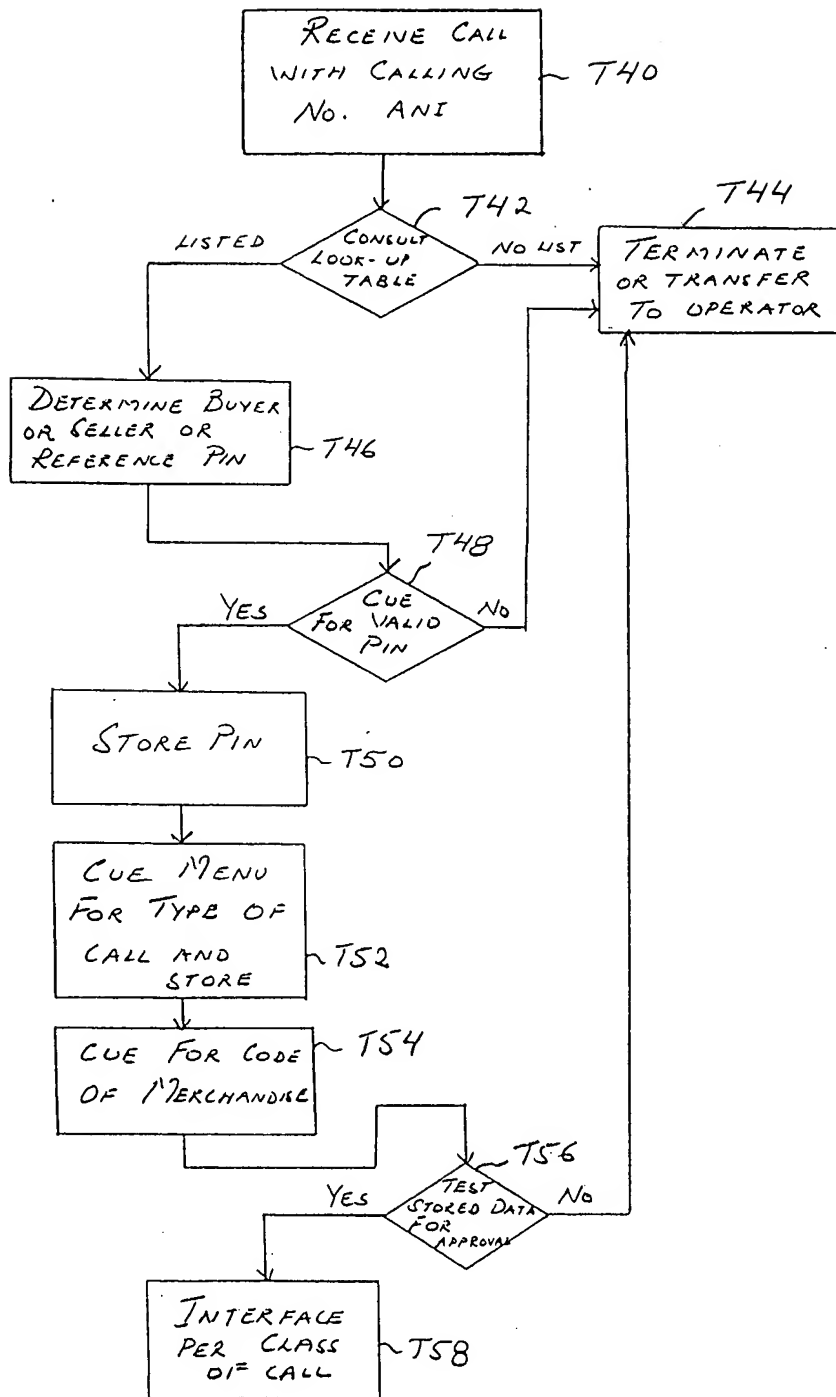 RECEIVE CALL
WITH CALLING
NO. ANI
T40
T42
CONSULT
LOOK-UP
TABLE
LISTED
NO LIST
T44
TERMINATE
OR TRANSFER
TO OPERATOR
DETERMINE BUYER
OR SELLER OR
REFERENCE PIN
T46
T48
CUE
FOR VALID
PIN
YES
NO
STORE PIN
T50
CUE MENU
FOR TYPE OF
CALL AND
STORE
T52
CUE FOR CODE
OF MERCHANDISE
T54
T56
TEST
STORED DATA
FOR
APPROVAL
YES
NO
INTERFACE
PER CLASS
OF CALL
T58